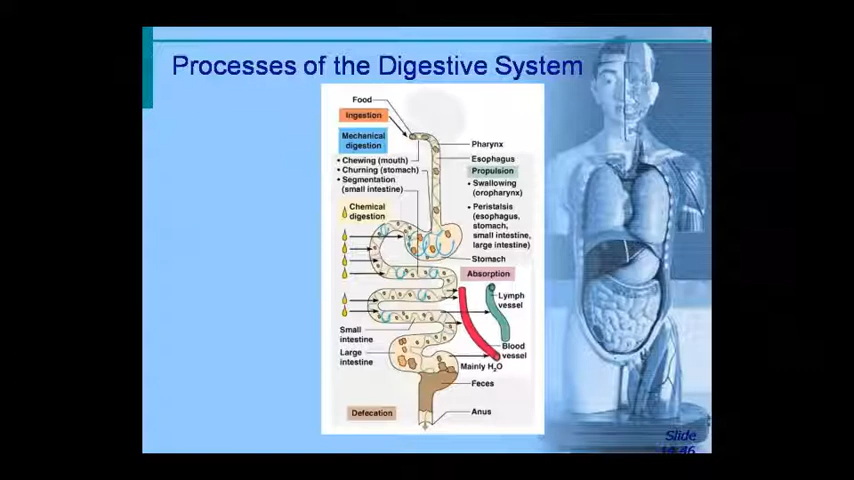 Processes of the Digestive System
Food
Ingestion
Mechanical
digestion
• Chewing (mouth)
• Churning (stomach)
• Segmentation
(small intestine)
Chemical
digestion
Pharynx
Esophagus
Propulsion
• Swallowing
(oropharynx)
• Peristalsis
(esophagus,
stomach,
small intestine,
large intestine)
Stomach
Absorption
Lymph
vessel
Small
intestine
Large
intestine
Blood
vessel
Mainly H₂O
Feces
Defecation
Anus
Slide
14.46